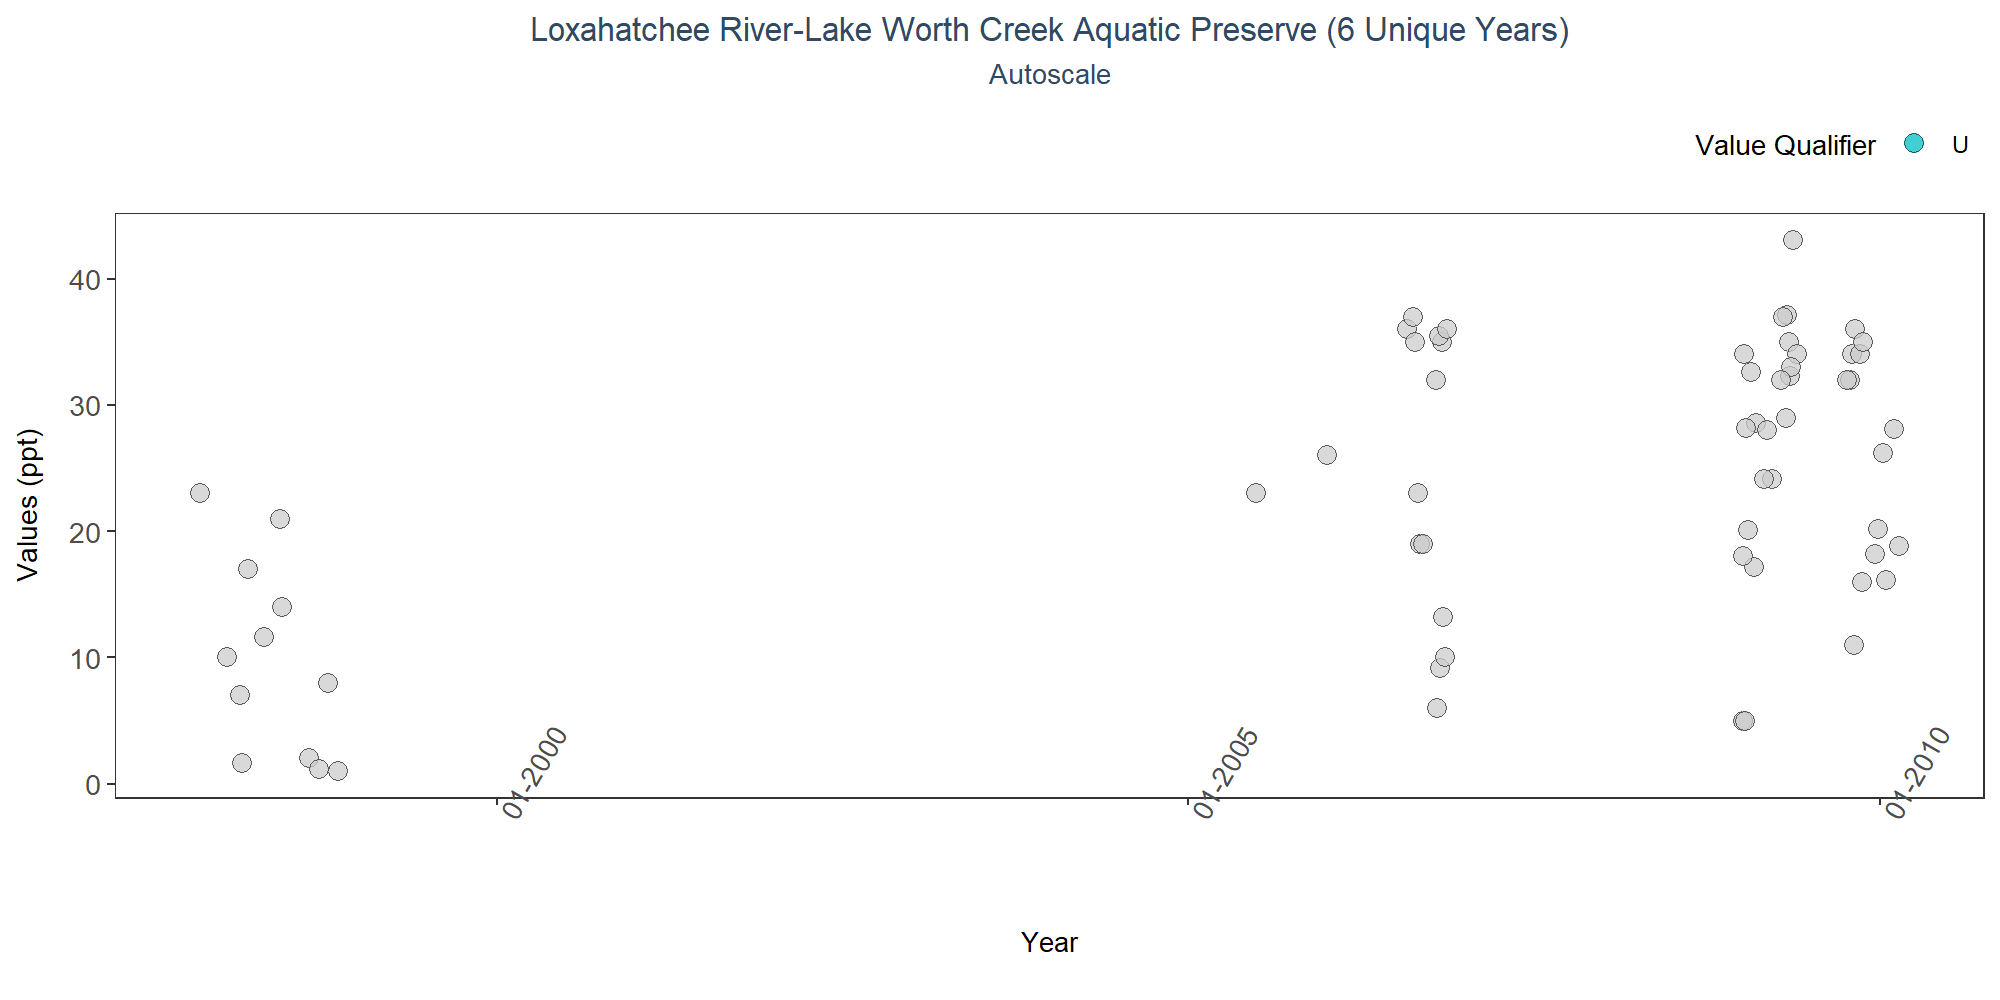 Loxahatchee River-Lake Worth Creek Aquatic Preserve (6 Unique Years)
Autoscale
Value Qualifier U
Values (ppt)
40
30
20
10
0
01-2000
01-2005
01-2010
Year